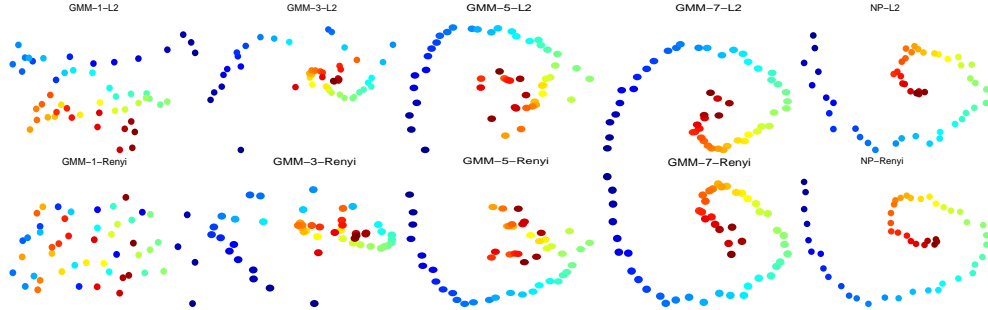 GMM−1−L2
GMM−3−L2
GMM−5−L2
GMM−7−L2
NP−L2
GMM−1−Renyi
GMM−3−Renyi
GMM−5−Renyi
GMM−7−Renyi
NP−Renyi